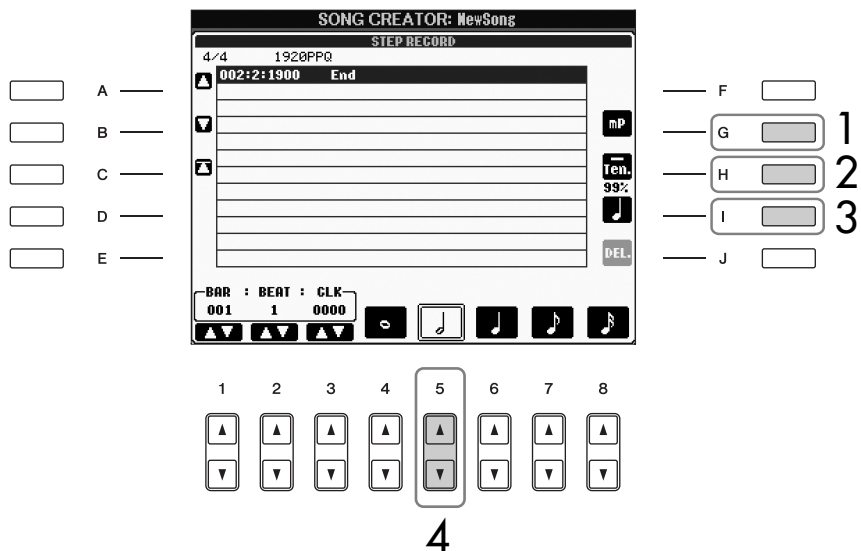 SONG CREATOR: NewSong
STEP RECORD
4/4 1920PPQ
002:2:1900 End
A
B
C
D
E
F
G 1
H 2
I 3
J
mP
Ten.
99%
DEL.
BAR : BEAT : CLK
001 1 0000
1 2 3 4 5 6 7 8
4